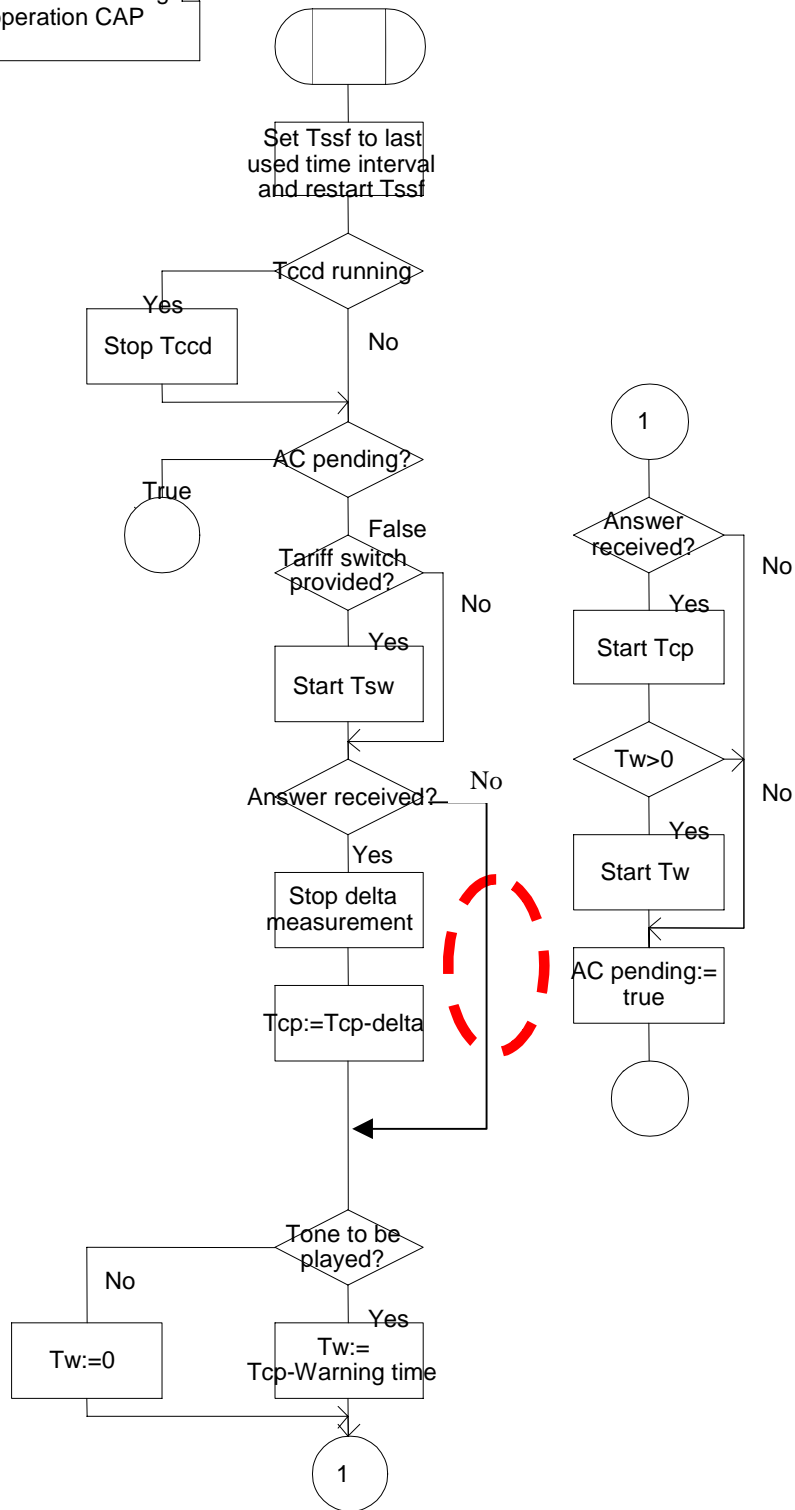 operation CAP
Set Tssf to last
used time interval
and restart Tssf
Tccd running
Yes
Stop Tccd
No
AC pending?
True
False
Tariff switch
provided?
No
Yes
Start Tsw
Answer received?
No
Yes
Stop delta
measurement
Tcp:=Tcp-delta
Tone to be
played?
No
Yes
Tw:=0
Tw:=
Tcp-Warning time
1
1
Answer
received?
No
Yes
Start Tcp
Tw>0
No
Yes
Start Tw
AC pending:=
true